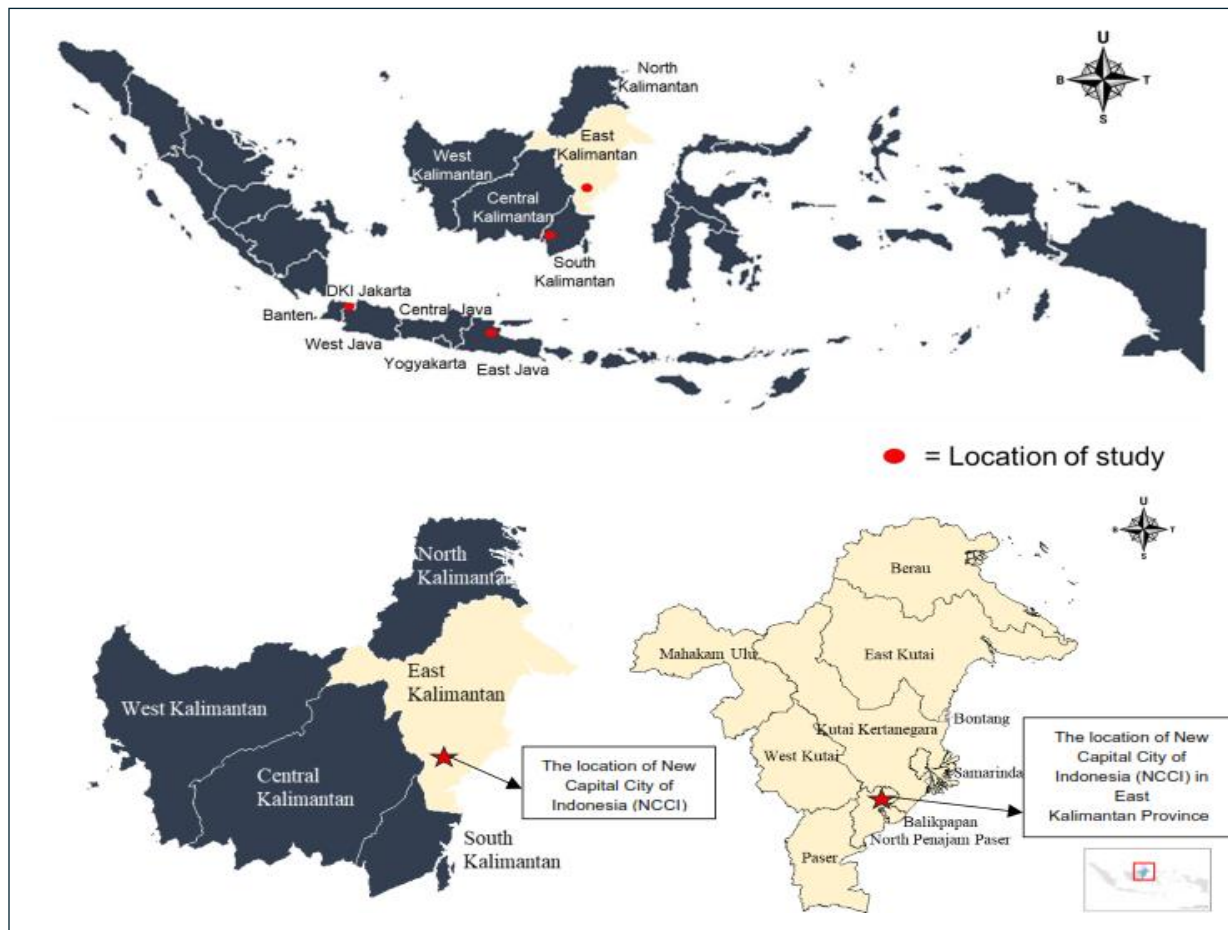 U
B
T
S
North
Kalimantan
East
Kalimantan
West
Kalimantan
Central
Kalimantan
South
Kalimantan
DKI Jakarta
Banten
Central Java
West Java
Yogyakarta
East Java
= Location of study
U
B
T
S
North
Kalimantan
East
Kalimantan
West Kalimantan
Central
Kalimantan
South
Kalimantan
The location of New
Capital City of
Indonesia (NCCI)
Berau
Mahakam Ulu
East Kutai
Kutai Kertanegara
Bontang
West Kutai
Samarinda
Balikpapan
North Penajam Paser
Paser
The location of New
Capital City of
Indonesia (NCCI) in
East
Kalimantan Province